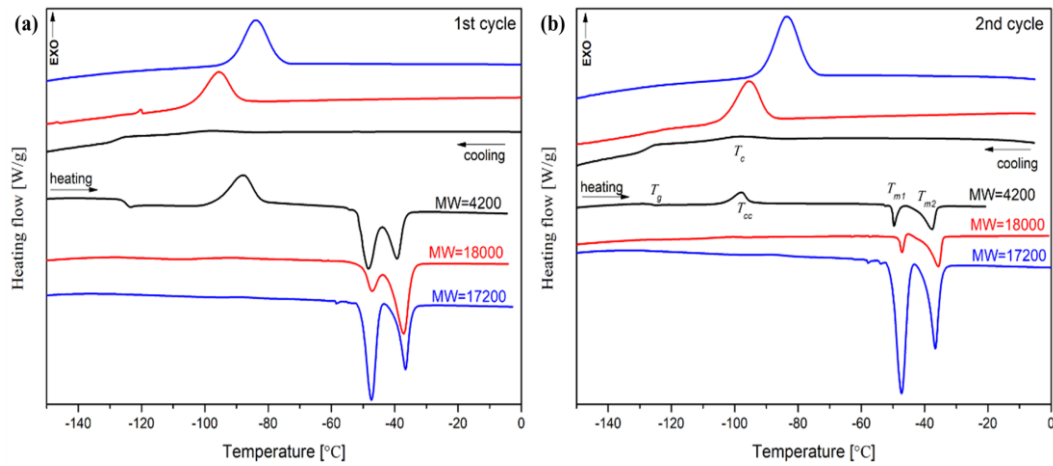 (a)
EXO
1st cycle
cooling
heating
MW=4200
MW=18000
MW=17200
Heating flow [W/g]
-140 -120 -100 -80 -60 -40 -20 0
Temperature [°C]
(b)
EXO
2nd cycle
Tc
cooling
heating
Tg
Tcc
Tm1
Tm2
MW=4200
MW=18000
MW=17200
Heating flow [W/g]
-140 -120 -100 -80 -60 -40 -20 0
Temperature [°C]